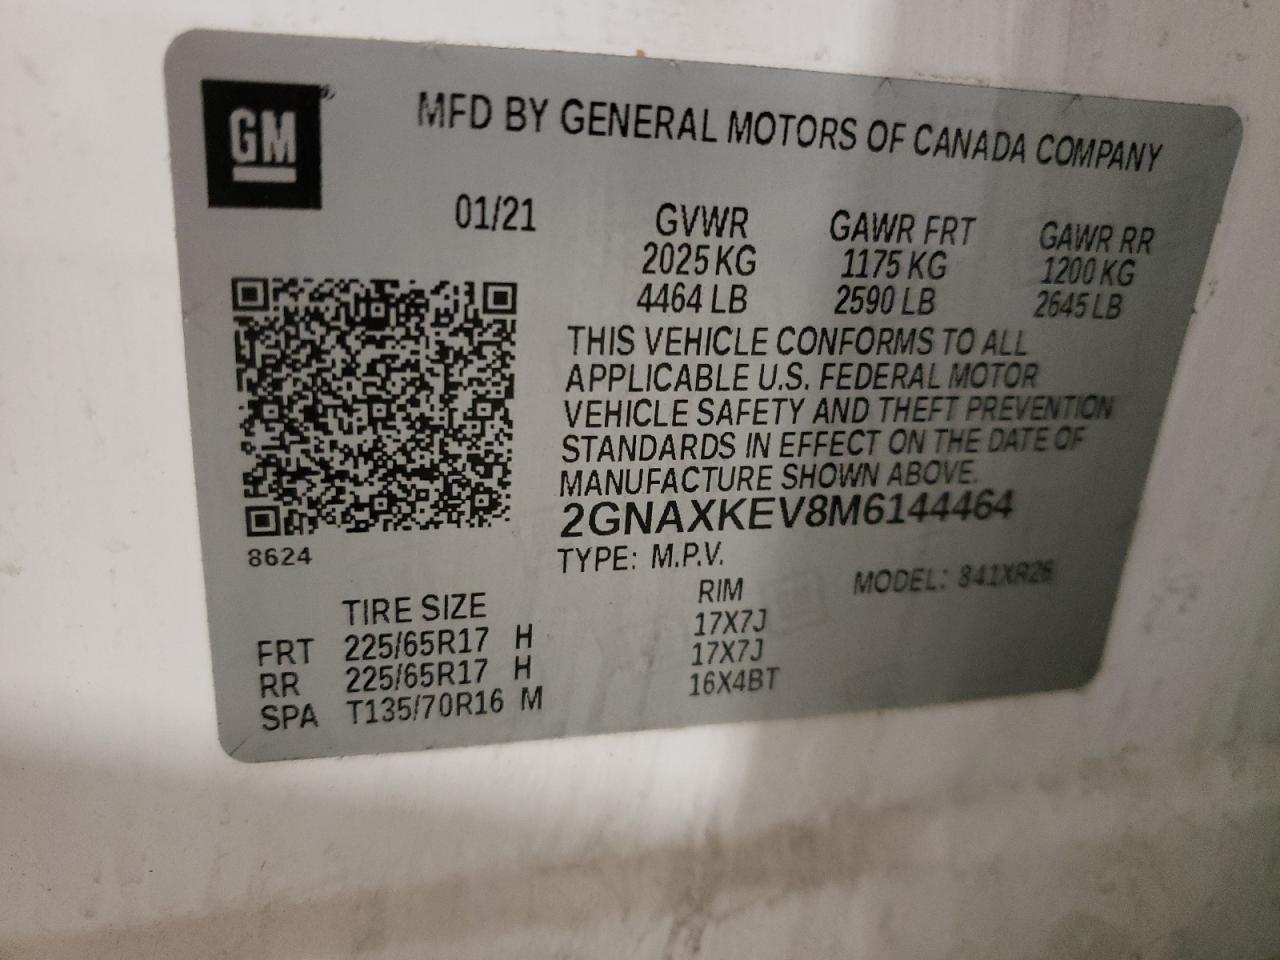 GM
MFD BY GENERAL MOTORS OF CANADA COMPANY
01/21 GVWR GAWR FRT GAWR RR
2025 KG 1175 KG 1200 KG
4464 LB 2590 LB 2645 LB
THIS VEHICLE CONFORMS TO ALL
APPLICABLE U.S. FEDERAL MOTOR
VEHICLE SAFETY AND THEFT PREVENTION
STANDARDS IN EFFECT ON THE DATE OF
MANUFACTURE SHOWN ABOVE.
2GNAXKEV8M6144464
8624
TYPE: M.P.V. MODEL: 841XR26
TIRE SIZE RIM
FRT 225/65R17 H 17X7J
RR 225/65R17 H 17X7J
SPA T135/70R16 M 16X4BT